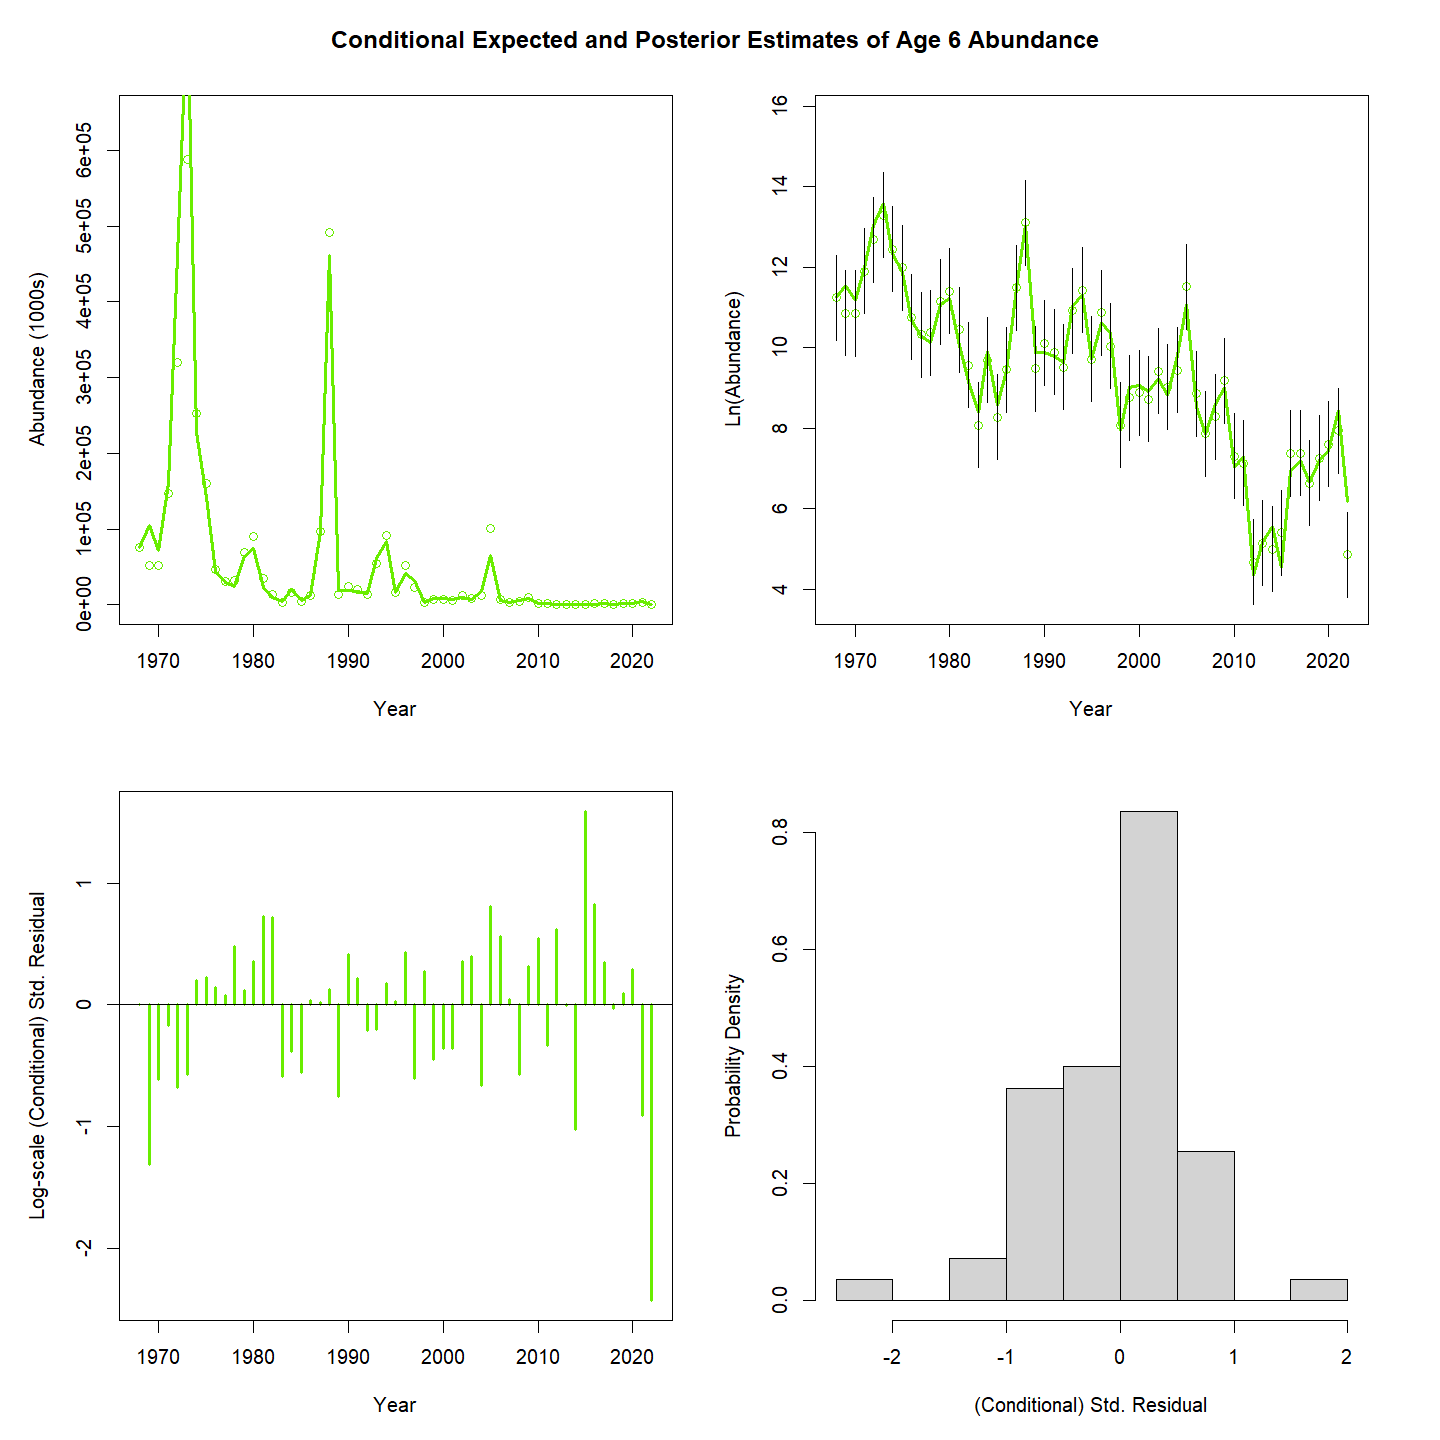 Conditional Expected and Posterior Estimates of Age 6 Abundance
Abundance (1000s)
0e+00 1e+05 2e+05 3e+05 4e+05 5e+05 6e+05
1970 1980 1990 2000 2010 2020
Year
Ln(Abundance)
4 6 8 10 12 14 16
1970 1980 1990 2000 2010 2020
Year
Log-scale (Conditional) Std. Residual
-2 -1 0 1
1970 1980 1990 2000 2010 2020
Year
Probability Density
0.0 0.2 0.4 0.6 0.8
-2 -1 0 1 2
(Conditional) Std. Residual